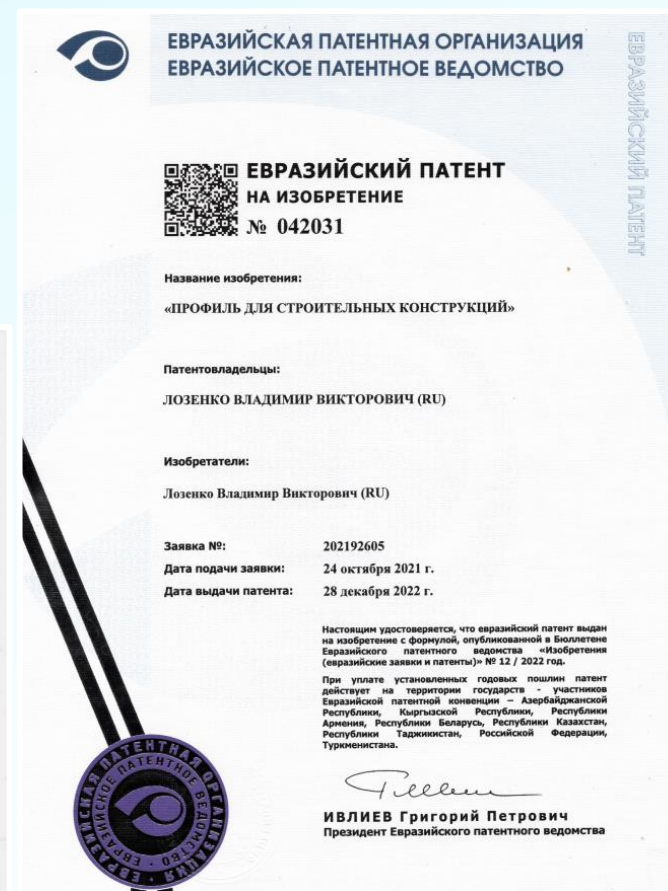 ЕВРАЗИЙСКАЯ ПАТЕНТНАЯ ОРГАНИЗАЦИЯ
ЕВРАЗИЙСКОЕ ПАТЕНТНОЕ ВЕДОМСТВО
ЕВРАЗИЙСКИЙ ПАТЕНТ
ЕВРАЗИЙСКИЙ ПАТЕНТ
НА ИЗОБРЕТЕНИЕ
№ 042031
Название изобретения:
«ПРОФИЛЬ ДЛЯ СТРОИТЕЛЬНЫХ КОНСТРУКЦИЙ»
Патентовладельцы:
ЛОЗЕНКО ВЛАДИМИР ВИКТОРОВИЧ (RU)
Изобретатели:
Лозенко Владимир Викторович (RU)
Заявка №: 202192605
Дата подачи заявки: 24 октября 2021 г.
Дата выдачи патента: 28 декабря 2022 г.
Настоящим удостоверяется, что евразийский патент выдан
на изобретение с формулой, опубликованной в Бюллетене
Евразийского патентного ведомства «Изобретения
(евразийские заявки и патенты)» № 12 / 2022 год.
При уплате установленных годовых пошлин патент
действует на территории государств - участников
Евразийской патентной конвенции – Азербайджанской
Республики, Кыргызской Республики, Республики
Армения, Республики Беларусь, Республики Казахстан,
Республики Таджикистан, Российской Федерации,
Туркменистана.
ИВЛИЕВ Григорий Петрович
Президент Евразийского патентного ведомства
ЕВРАЗИЙСКАЯ ПАТЕНТНАЯ ОРГАНИЗАЦИЯ
ЕВРАЗИЙСКОЕ ПАТЕНТНОЕ ВЕДОМСТВО